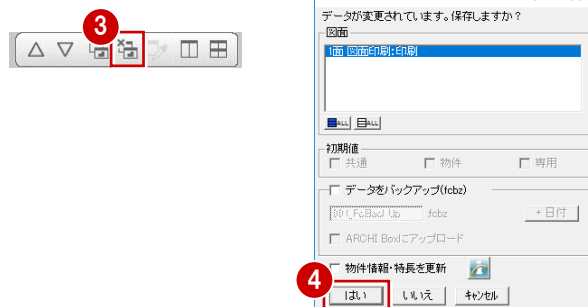 3
データが変更されています。保存しますか?
図面
1面 図面印刷:印刷
ALL ALL
初期値
共通 物件 専用
データをバックアップ(fcbz)
fcbz +日付
ARCHI Boxにアップロード
物件情報・特長を更新
4
はい いいえ キャンセル